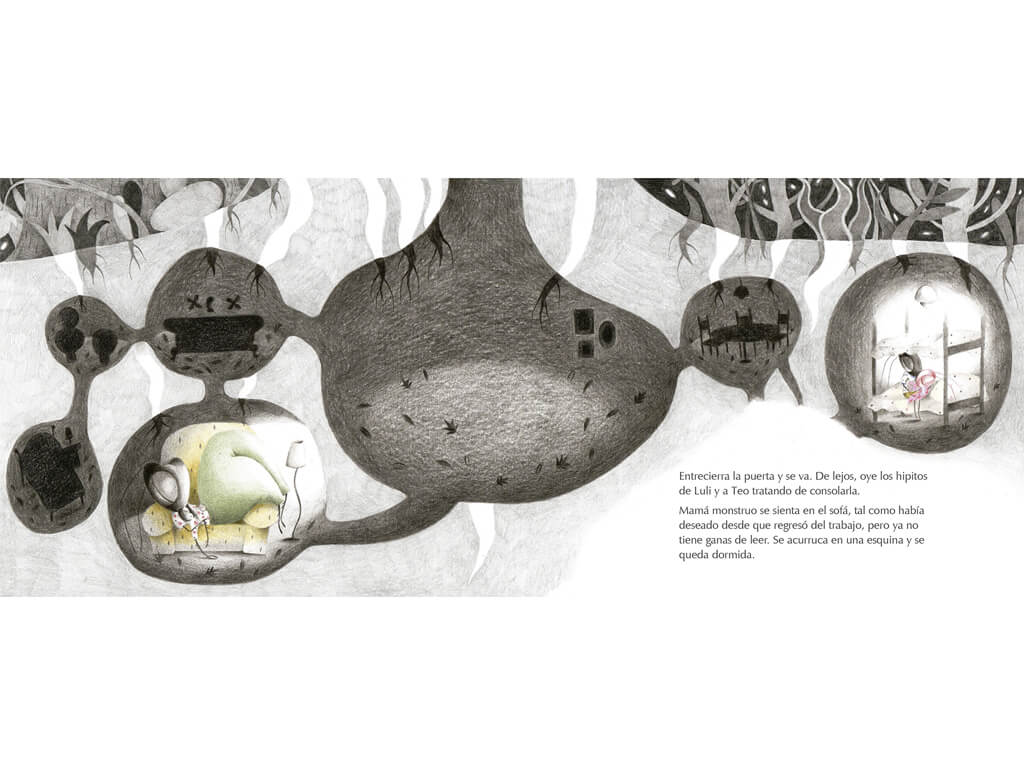 Entrecierra la puerta y se va. De lejos, oye los hipitos
de Luli y a Teo tratando de consolarla.
Mamá monstruo se sienta en el sofá, tal como había
deseado desde que regresó del trabajo, pero ya no
tiene ganas de leer. Se acurruca en una esquina y se
queda dormida.